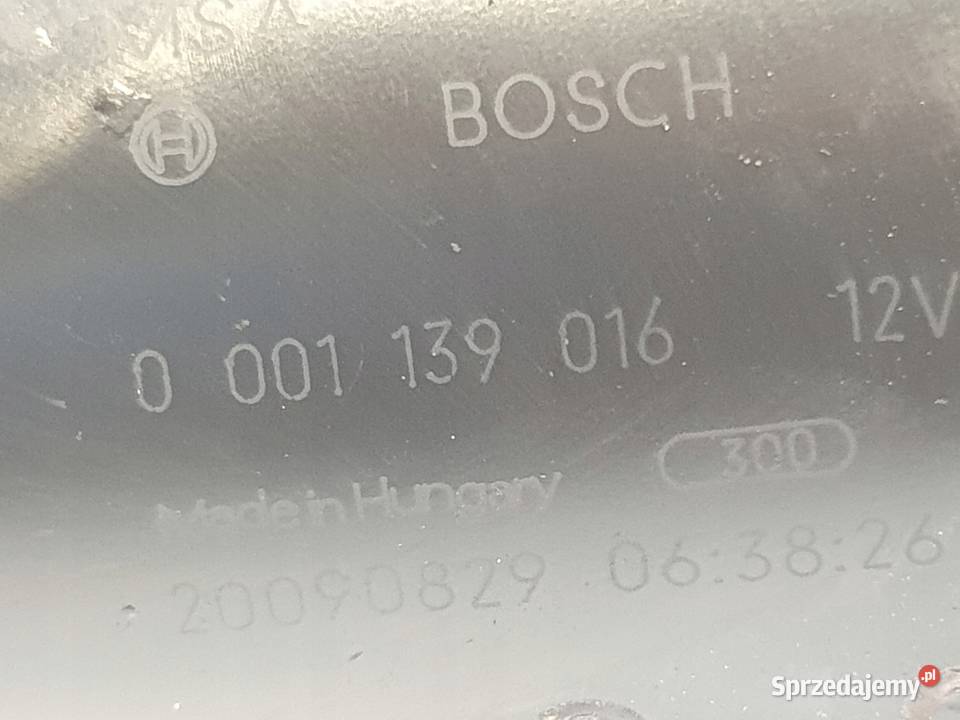 BOSCH
0 001 139 016 12V
300
Made in Hungary
20090829 06:38:26
Sprzedajemy.pl